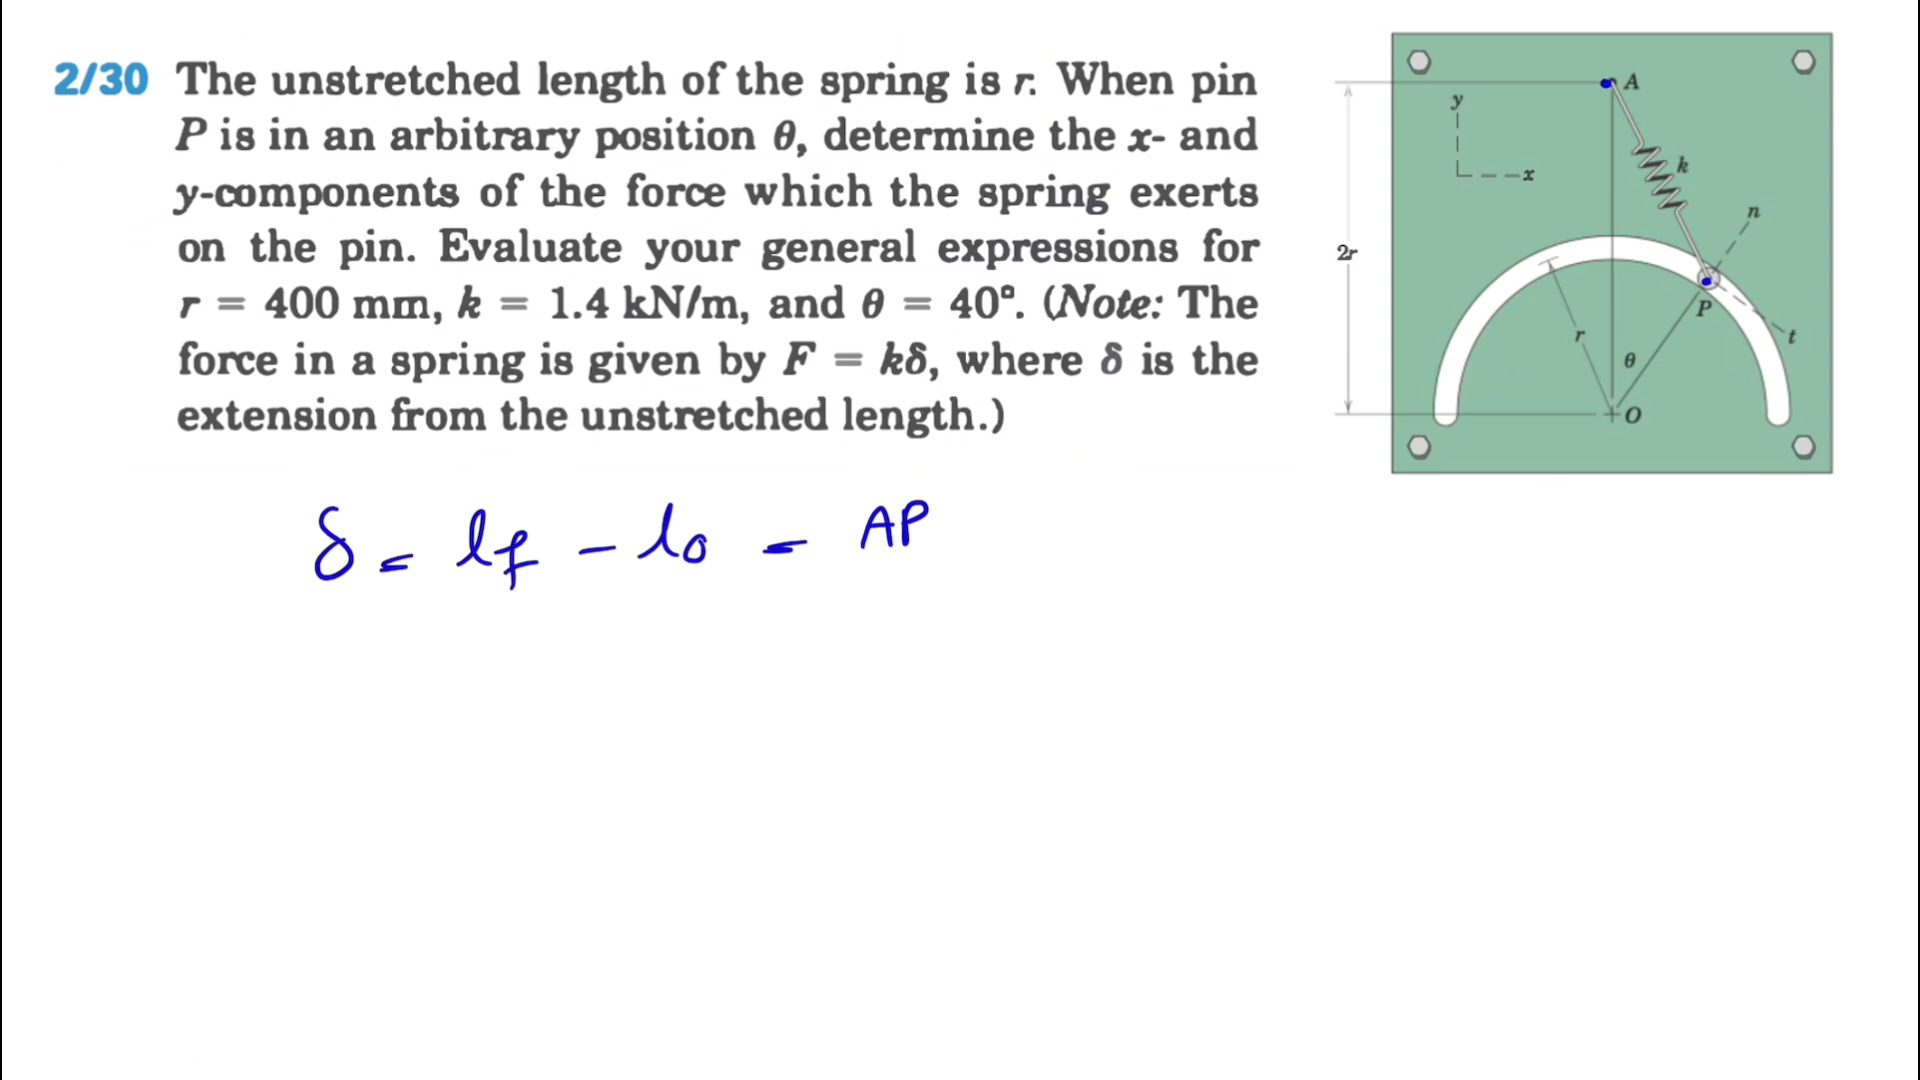 2/30 The unstretched length of the spring is r. When pin
P is in an arbitrary position θ, determine the x- and
y-components of the force which the spring exerts
on the pin. Evaluate your general expressions for
r = 400 mm, k = 1.4 kN/m, and θ = 40°. (Note: The
force in a spring is given by F = kδ, where δ is the
extension from the unstretched length.)
A
y
k
x
n
2r
P
r
t
θ
O
δ = lf - lo = AP